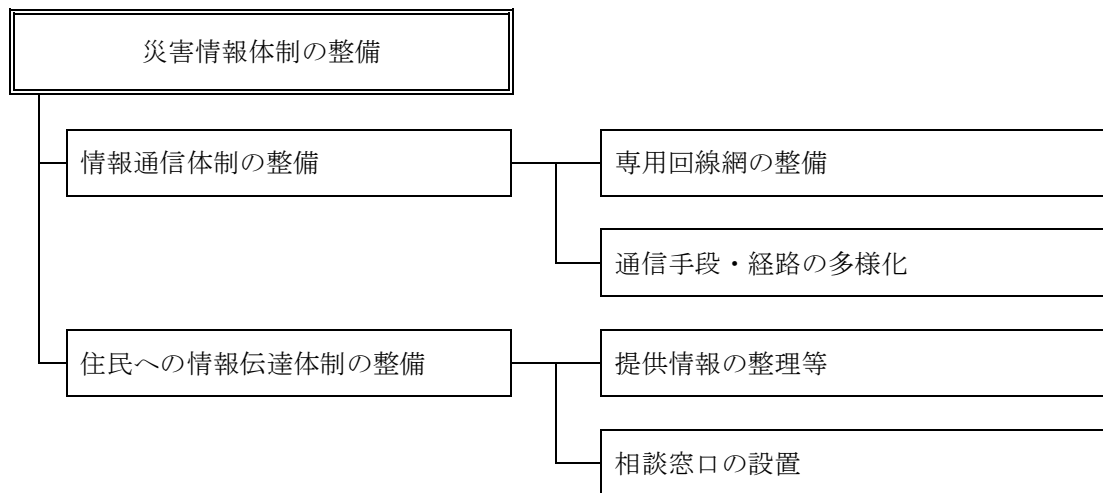 災害情報体制の整備
情報通信体制の整備
専用回線網の整備
通信手段・経路の多様化
住民への情報伝達体制の整備
提供情報の整理等
相談窓口の設置